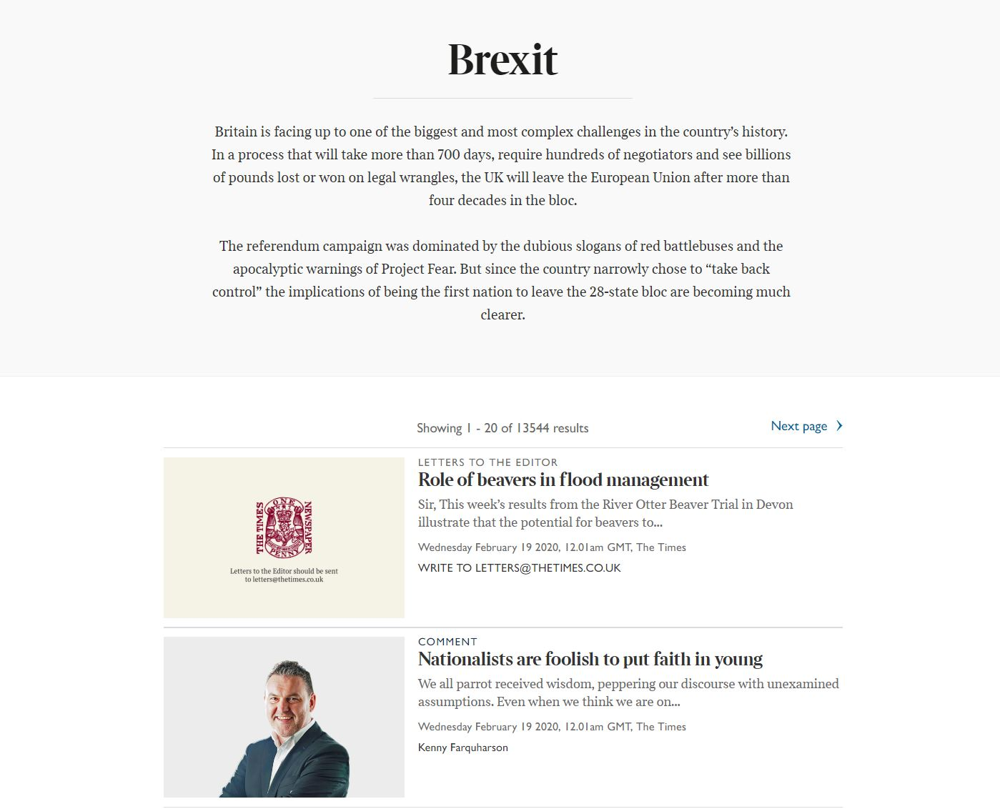 Brexit
Britain is facing up to one of the biggest and most complex challenges in the country’s history.
In a process that will take more than 700 days, require hundreds of negotiators and see billions
of pounds lost or won on legal wrangles, the UK will leave the European Union after more than
four decades in the bloc.
The referendum campaign was dominated by the dubious slogans of red battlebuses and the
apocalyptic warnings of Project Fear. But since the country narrowly chose to “take back
control” the implications of being the first nation to leave the 28-state bloc are becoming much
clearer.
Showing 1 - 20 of 13544 results
Next page
THE TIMES
ONE
PENNY
NEWSPAPER
Letters to the Editor should be sent
to letters@thetimes.co.uk
LETTERS TO THE EDITOR
Role of beavers in flood management
Sir, This week’s results from the River Otter Beaver Trial in Devon
illustrate that the potential for beavers to...
Wednesday February 19 2020, 12.01am GMT, The Times
WRITE TO LETTERS@THETIMES.CO.UK
COMMENT
Nationalists are foolish to put faith in young
We all parrot received wisdom, peppering our discourse with unexamined
assumptions. Even when we think we are on...
Wednesday February 19 2020, 12.01am GMT, The Times
Kenny Farquharson